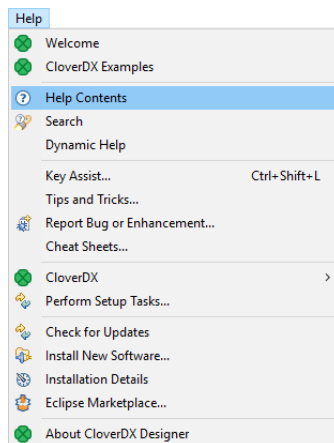 Help
Welcome
CloverDX Examples
Help Contents
Search
Dynamic Help
Key Assist... Ctrl+Shift+L
Tips and Tricks...
Report Bug or Enhancement...
Cheat Sheets...
CloverDX >
Perform Setup Tasks...
Check for Updates
Install New Software...
Installation Details
Eclipse Marketplace...
About CloverDX Designer